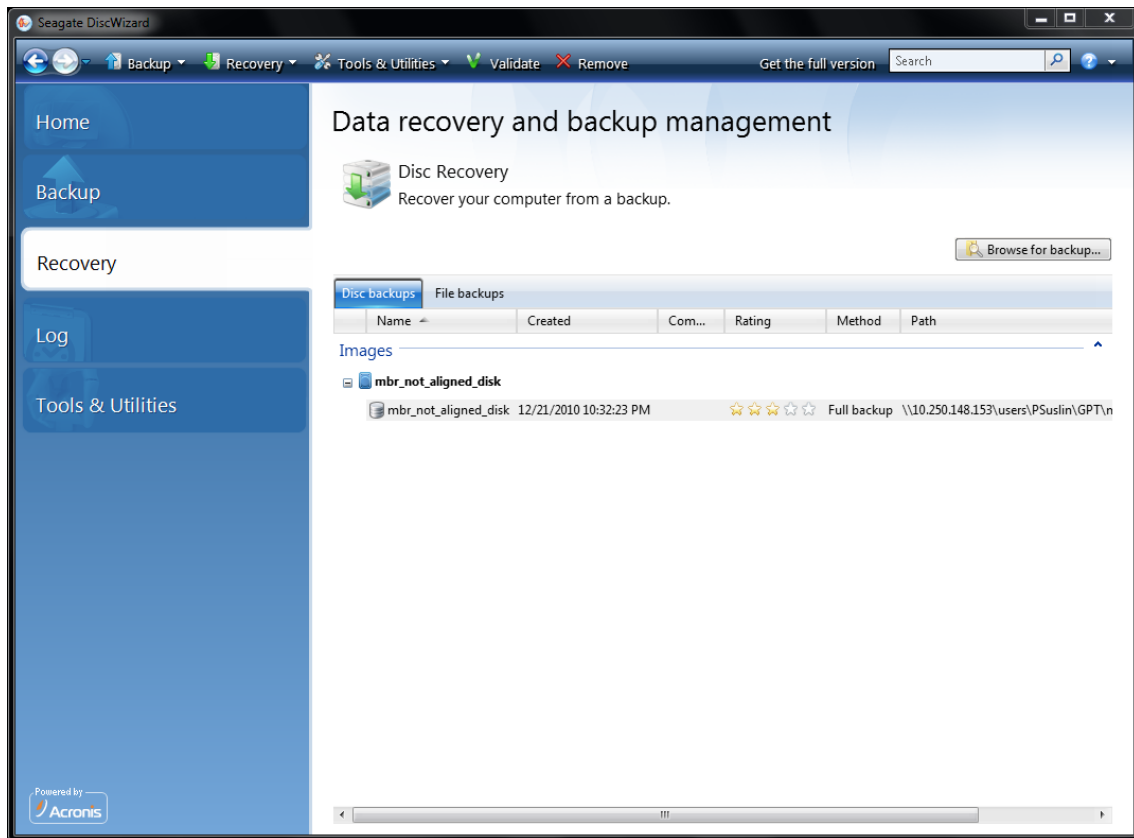 Seagate DiscWizard
Backup Recovery Tools & Utilities Validate Remove Get the full version Search
Home
Backup
Recovery
Log
Tools & Utilities
Powered by
Acronis
Data recovery and backup management
Disc Recovery
Recover your computer from a backup.
Browse for backup...
Disc backups File backups
Name Created Com... Rating Method Path
Images
mbr_not_aligned_disk
mbr_not_aligned_disk 12/21/2010 10:32:23 PM Full backup \\10.250.148.153\users\PSuslin\GPT\n